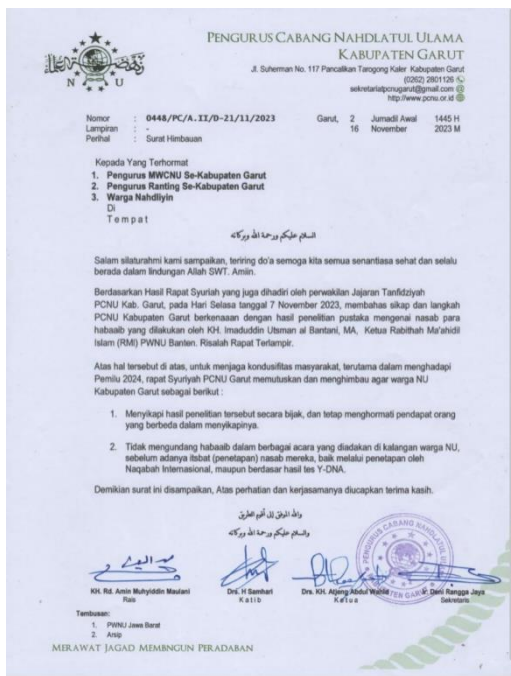 PENGURUS CABANG NAHDLATUL ULAMA
KABUPATEN GARUT
Jl. Suherman No. 117 Pancalikan Tarogong Kaler Kabupaten Garut
(0262) 2801126
sekretariatpcnugarut@gmail.com
http://www.pcnu.or.id
N U
Nomor : 0448/PC/A.II/D-21/11/2023 Garut, 2 Jumadil Awal 1445 H
Lampiran : - 16 November 2023 M
Perihal : Surat Himbauan
Kepada Yang Terhormat
1. Pengurus MWCNU Se-Kabupaten Garut
2. Pengurus Ranting Se-Kabupaten Garut
3. Warga Nahdliyin
Di
Tempat
السلام عليكم ورحمة الله وبركاته
Salam silaturahmi kami sampaikan, teriring do'a semoga kita semua senantiasa sehat dan selalu
berada dalam lindungan Allah SWT. Amiin.
Berdasarkan Hasil Rapat Syuriah yang juga dihadiri oleh perwakilan Jajaran Tanfidziyah
PCNU Kab. Garut, pada Hari Selasa tanggal 7 November 2023, membahas sikap dan langkah
PCNU Kabupaten Garut berkenaaan dengan hasil penelitian pustaka mengenai nasab para
habaaib yang dilakukan oleh KH. Imaduddin Utsman al Bantani, MA, Ketua Rabithah Ma'ahidil
Islam (RMI) PWNU Banten. Risalah Rapat Terlampir.
Atas hal tersebut di atas, untuk menjaga kondusifitas masyarakat, terutama dalam menghadapi
Pemilu 2024, rapat Syuriyah PCNU Garut memutuskan dan menghimbau agar warga NU
Kabupaten Garut sebagai berikut :
1. Menyikapi hasil penelitian tersebut secara bijak, dan tetap menghormati pendapat orang
yang berbeda dalam menyikapinya.
2. Tidak mengundang habaaib dalam berbagai acara yang diadakan di kalangan warga NU,
sebelum adanya itsbat (penetapan) nasab mereka, baik melalui penetapan oleh
Naqabah Internasional, maupun berdasar hasil tes Y-DNA.
Demikian surat ini disampaikan, Atas perhatian dan kerjasamanya diucapkan terima kasih.
والله الموفق إلى أقوم الطريق
والسلام عليكم ورحمة الله وبركاته
PENGURUS CABANG NAHDLATUL U
KH. Rd. Amin Muhyiddin Maulani Drs. H Samhari Drs. KH. Atjeng Abdul Wahid Ir. Deni Rangga Jaya
Rais Katib Ketua Sekretaris
Tembusan:
1. PWNU Jawa Barat
2. Arsip
MERAWAT JAGAD MEMBNGUN PERADABAN